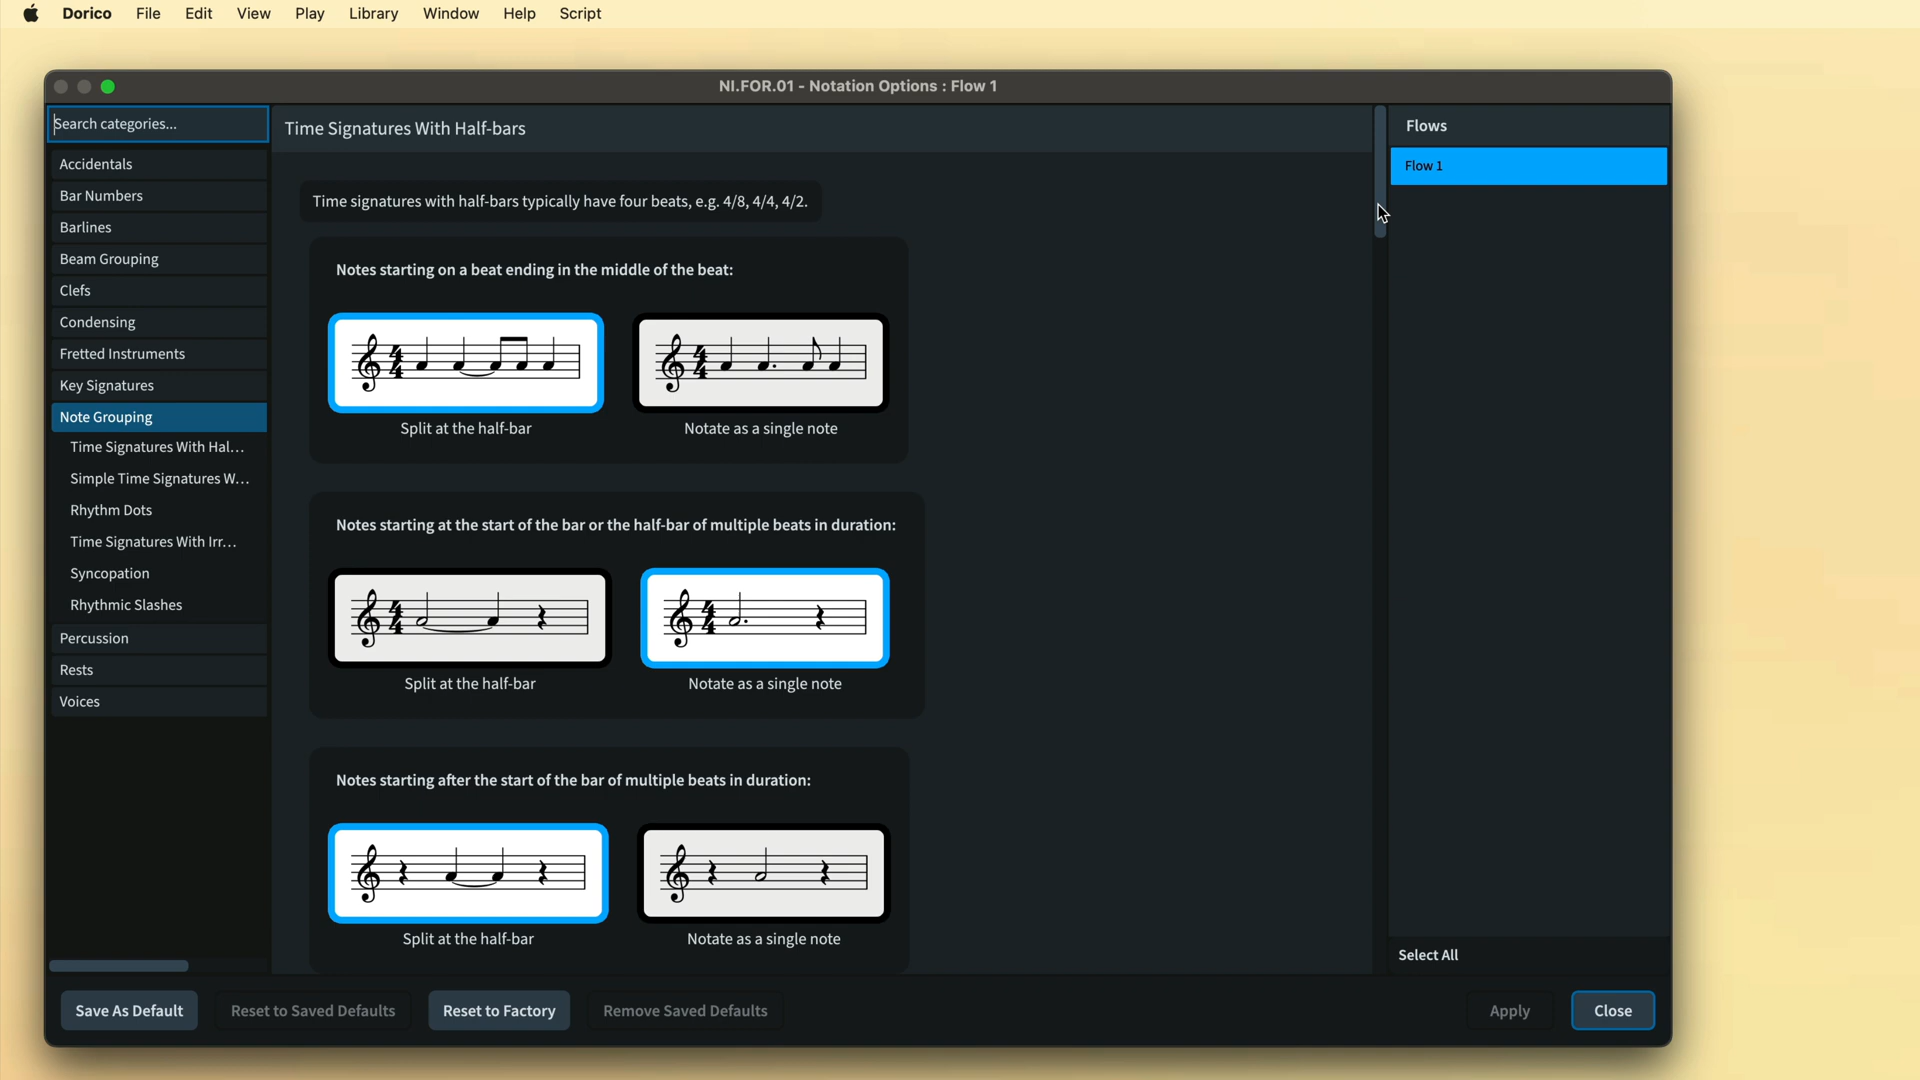 Dorico File Edit View Play Library Window Help Script
NI.FOR.01 - Notation Options : Flow 1
Search categories...
Accidentals
Bar Numbers
Barlines
Beam Grouping
Clefs
Condensing
Fretted Instruments
Key Signatures
Note Grouping
Time Signatures With Hal...
Simple Time Signatures W...
Rhythm Dots
Time Signatures With Irr...
Syncopation
Rhythmic Slashes
Percussion
Rests
Voices
Time Signatures With Half-bars
Time signatures with half-bars typically have four beats, e.g. 4/8, 4/4, 4/2.
Notes starting on a beat ending in the middle of the beat:
Split at the half-bar
Notate as a single note
Notes starting at the start of the bar or the half-bar of multiple beats in duration:
Split at the half-bar
Notate as a single note
Notes starting after the start of the bar of multiple beats in duration:
Split at the half-bar
Notate as a single note
Flows
Flow 1
Select All
Save As Default
Reset to Saved Defaults
Reset to Factory
Remove Saved Defaults
Apply
Close